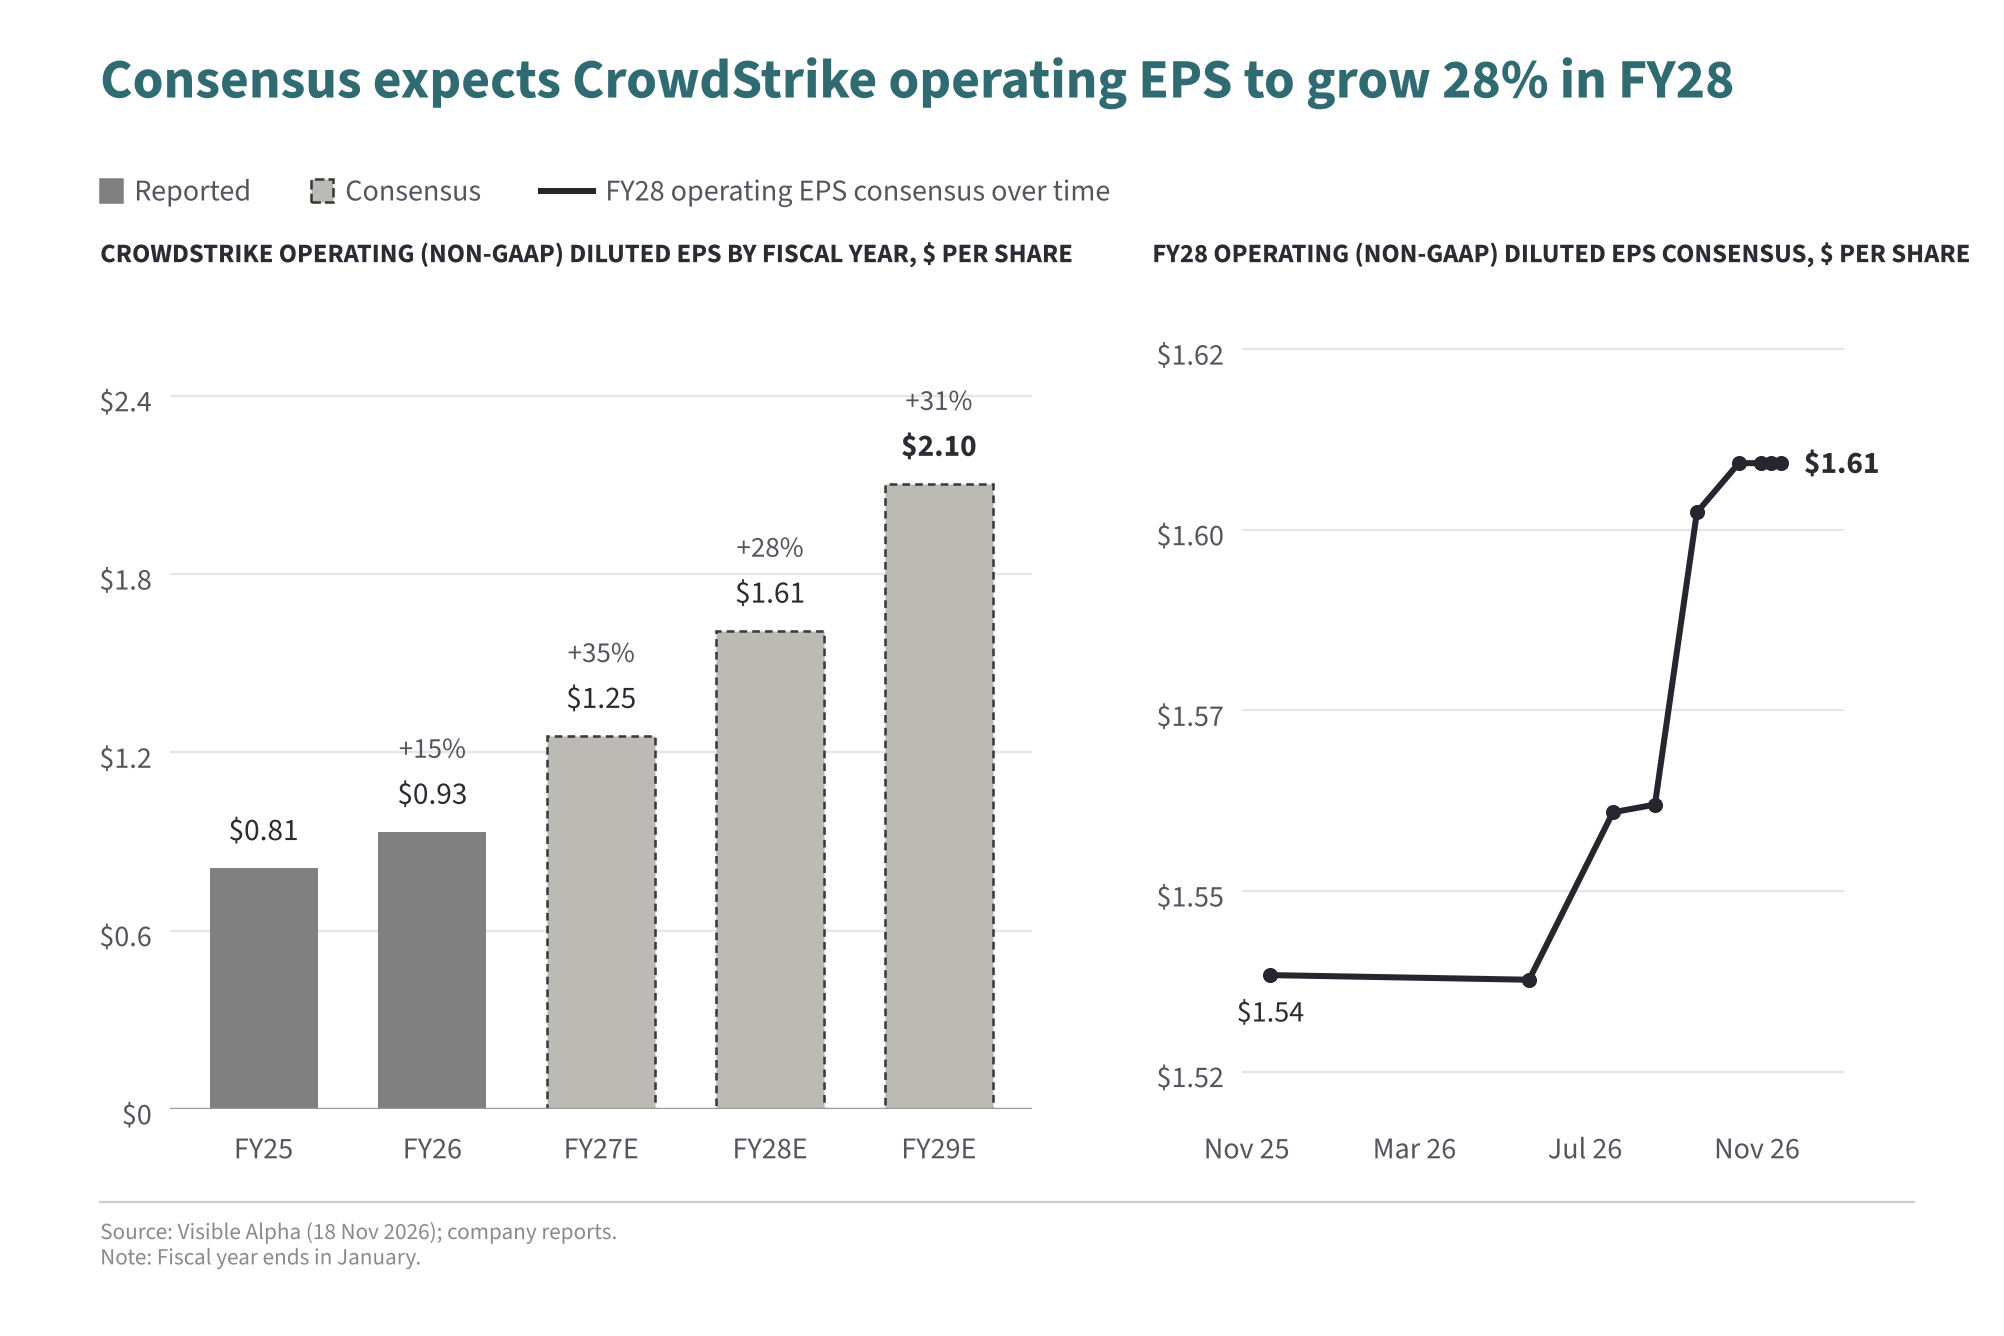 Consensus expects CrowdStrike operating EPS to grow 28% in FY28
Reported
Consensus
FY28 operating EPS consensus over time
CROWDSTRIKE OPERATING (NON-GAAP) DILUTED EPS BY FISCAL YEAR, $ PER SHARE
$2.4
$1.8
$1.2
$0.6
$0
$0.81
+15%
$0.93
+35%
$1.25
+28%
$1.61
+31%
$2.10
FY25
FY26
FY27E
FY28E
FY29E
FY28 OPERATING (NON-GAAP) DILUTED EPS CONSENSUS, $ PER SHARE
$1.62
$1.60
$1.57
$1.55
$1.52
$1.54
$1.61
Nov 25
Mar 26
Jul 26
Nov 26
Source: Visible Alpha (18 Nov 2026); company reports.
Note: Fiscal year ends in January.